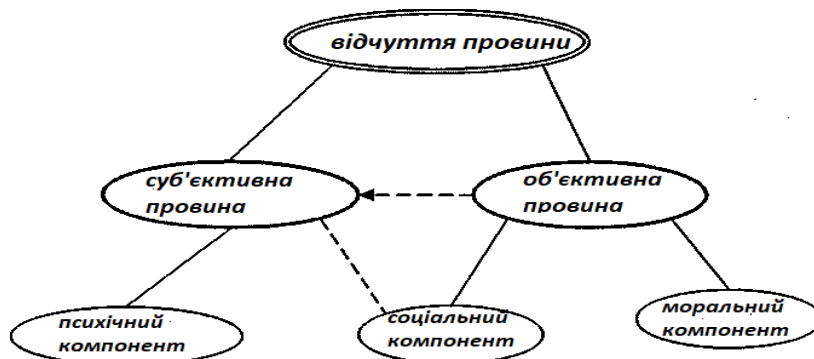 відчуття провини
суб'єктивна
провина
об'єктивна
провина
психічний
компонент
соціальний
компонент
моральний
компонент